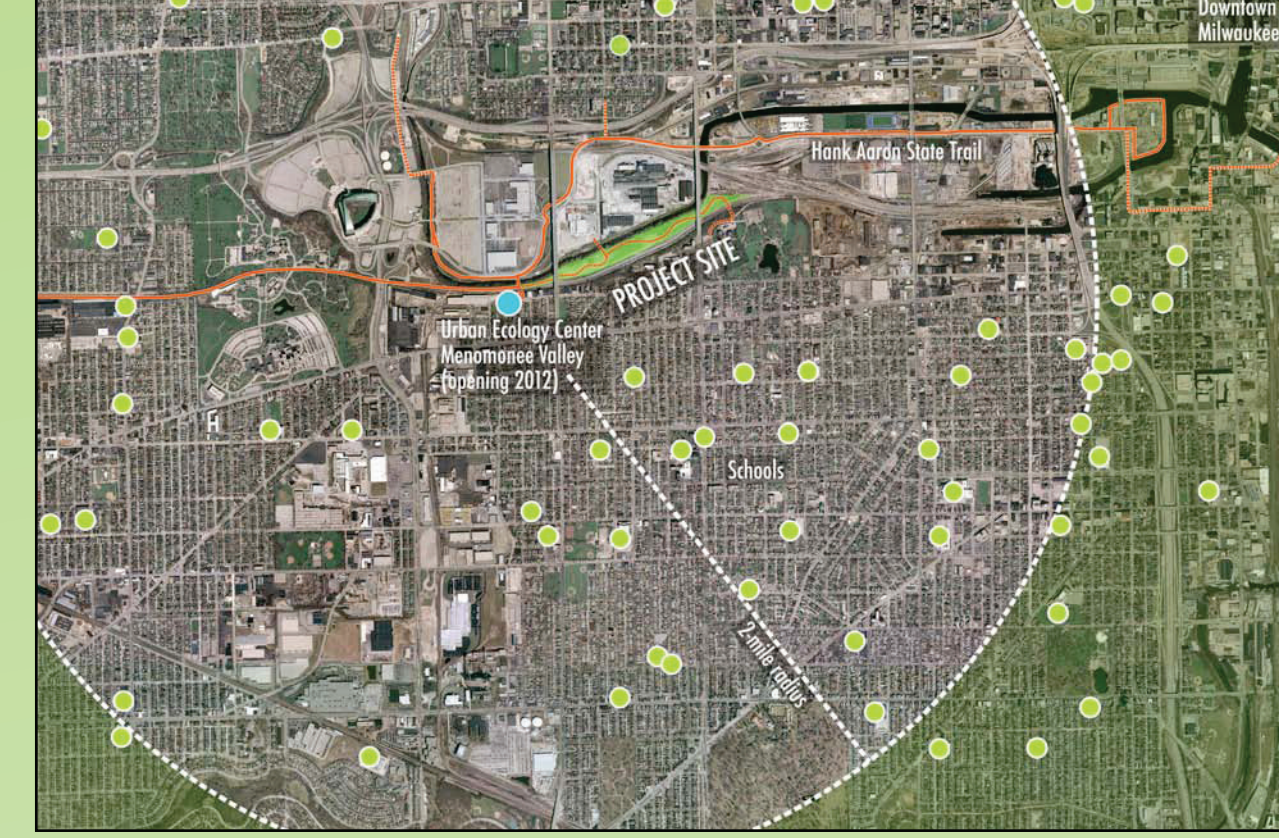 Downtown
Milwaukee
Hank Aaron State Trail
PROJECT SITE
Urban Ecology Center
Menomonee Valley
(opening 2012)
Schools
2-mile radius